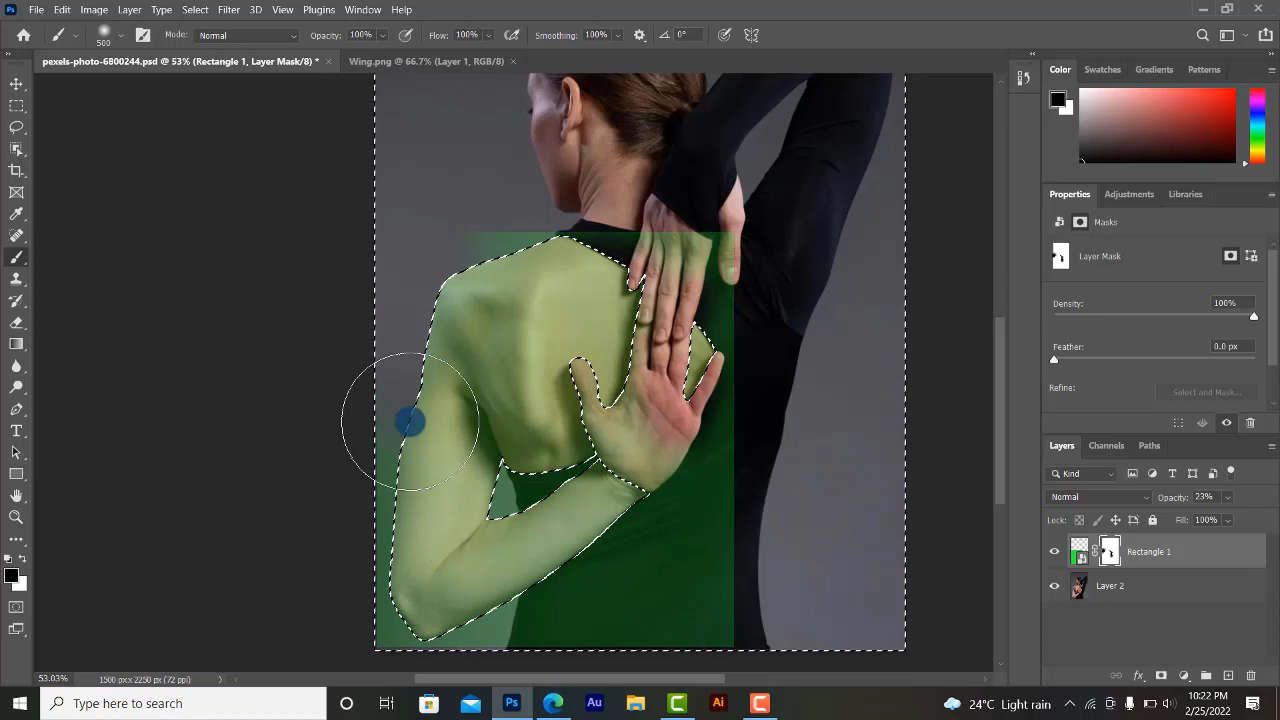 Ps File Edit Image Layer Type Select Filter 3D View Plugins Window Help
500 Mode: Normal Opacity: 100% Flow: 100% Smoothing: 100% 0°
pexels-photo-6800244.psd @ 53% (Rectangle 1, Layer Mask/8) * × Wing.png @ 66.7% (Layer 1, RGB/8) ×
Color Swatches Gradients Patterns
Properties Adjustments Libraries
Masks
Layer Mask
Density: 100%
Feather: 0.0 px
Refine: Select and Mask...
Layers Channels Paths
Kind
Normal Opacity: 23%
Lock: Fill: 100%
Rectangle 1
Layer 2
fx
53.03% 1500 px x 2250 px (72 ppi)
Type here to search
Ps Au Ai
24°C Light rain
10:22 PM
2/25/2022